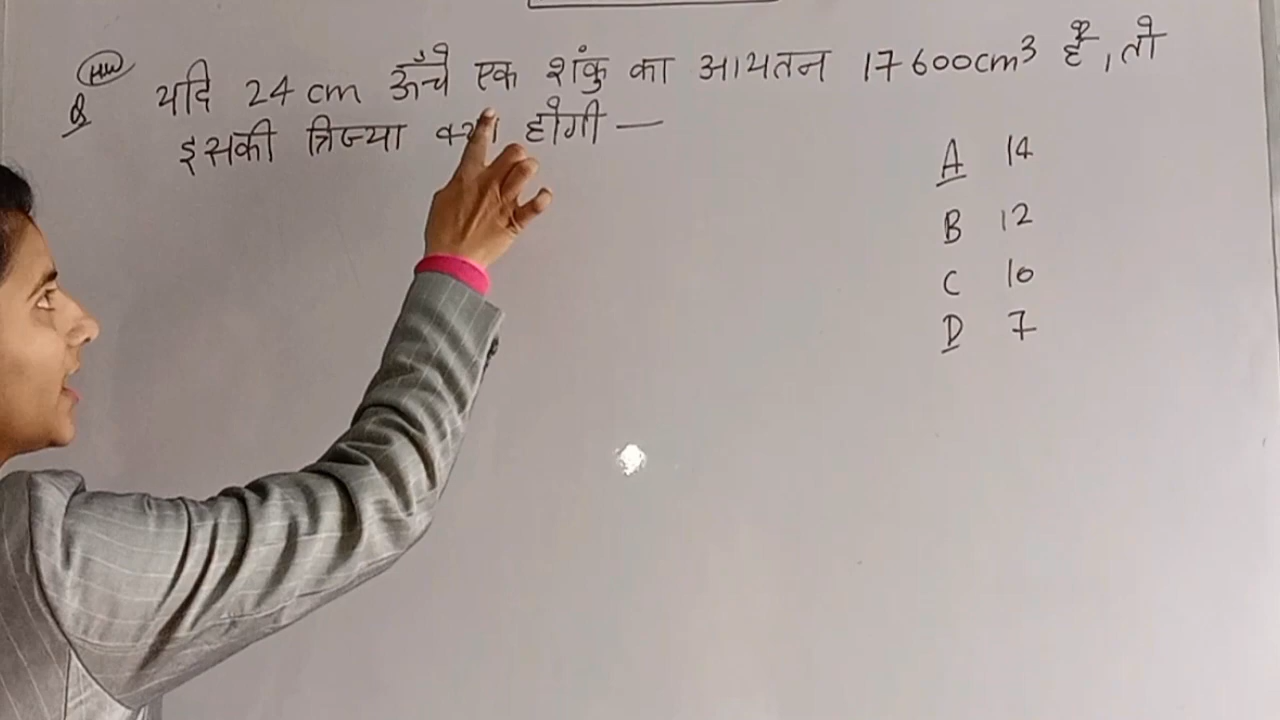 HW
Q यदि 24 cm ऊँचे एक शंकु का आयतन 17600cm³ है, तो
इसकी त्रिज्या क्या होगी —
A 14
B 12
C 10
D 7